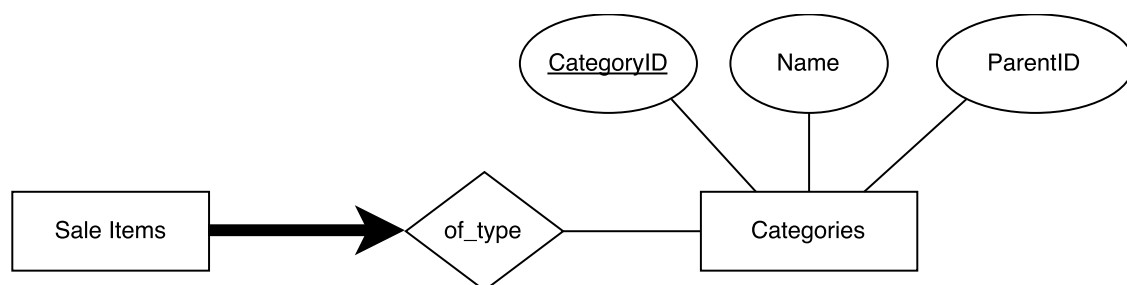 CategoryID
Name
ParentID
Sale Items
of_type
Categories